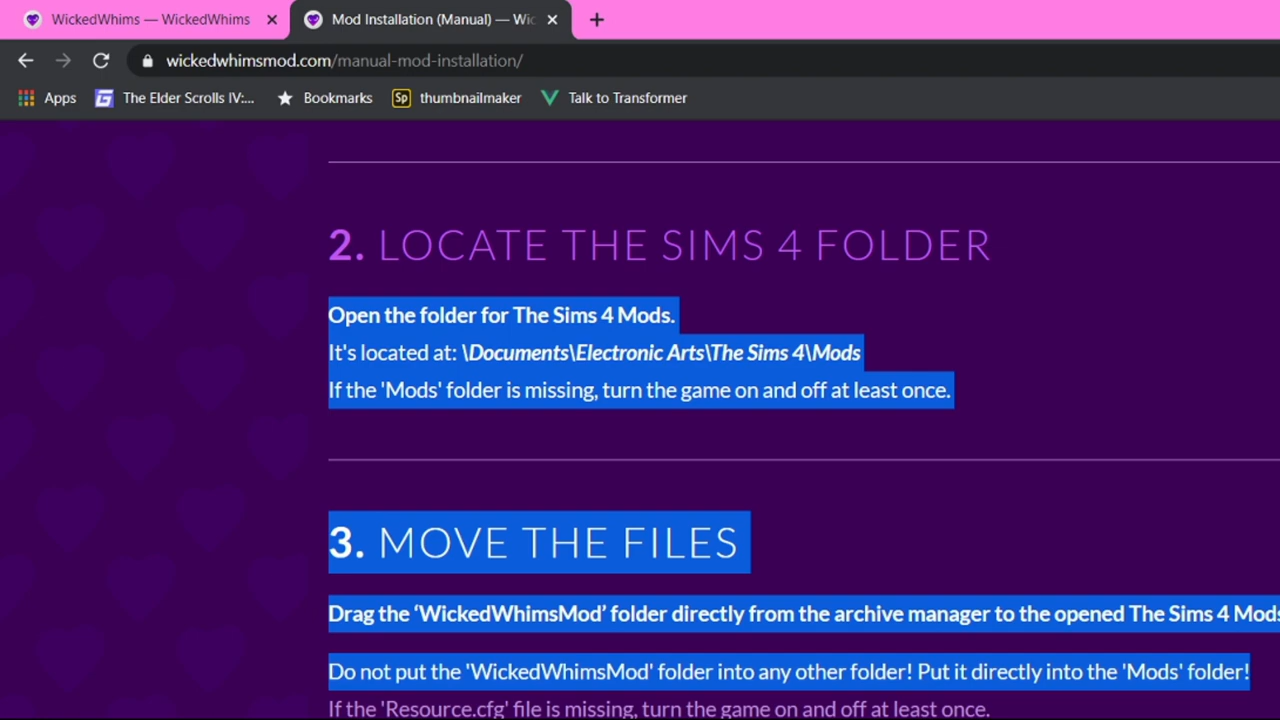 WickedWhims — WickedWhims
Mod Installation (Manual) — Wic
wickedwhimsmod.com/manual-mod-installation/
Apps
The Elder Scrolls IV:...
Bookmarks
Sp thumbnailmaker
Talk to Transformer
2. LOCATE THE SIMS 4 FOLDER
Open the folder for The Sims 4 Mods.
It's located at: \Documents\Electronic Arts\The Sims 4\Mods
If the 'Mods' folder is missing, turn the game on and off at least once.
3. MOVE THE FILES
Drag the ‘WickedWhimsMod’ folder directly from the archive manager to the opened The Sims 4 Mods
Do not put the 'WickedWhimsMod' folder into any other folder! Put it directly into the 'Mods' folder!
If the 'Resource.cfg' file is missing, turn the game on and off at least once.